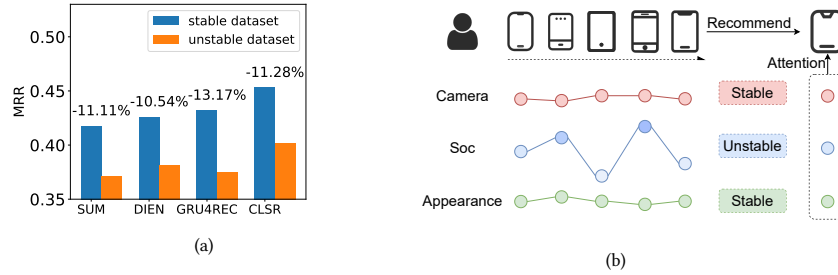 0.50
0.45
0.40
0.35
MRR
stable dataset
unstable dataset
-11.11%
-10.54%
-13.17%
-11.28%
SUM DIEN GRU4REC CLSR
(a)
Recommend
Attention
Camera Stable
Soc Unstable
Appearance Stable
(b)